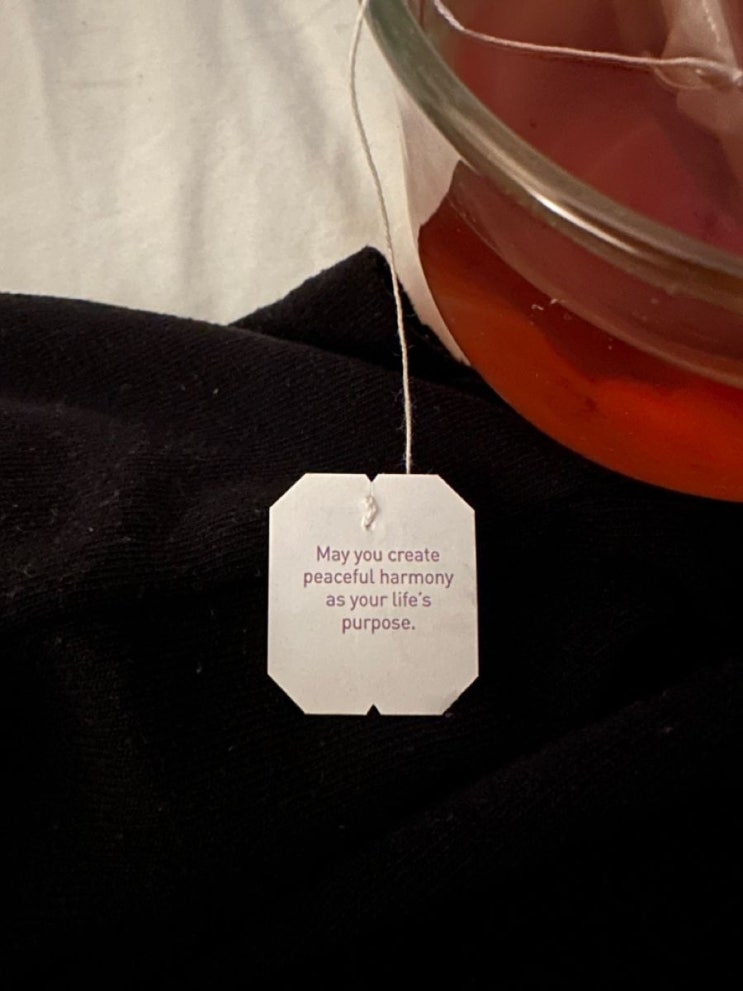 May you create
peaceful harmony
as your life's
purpose.